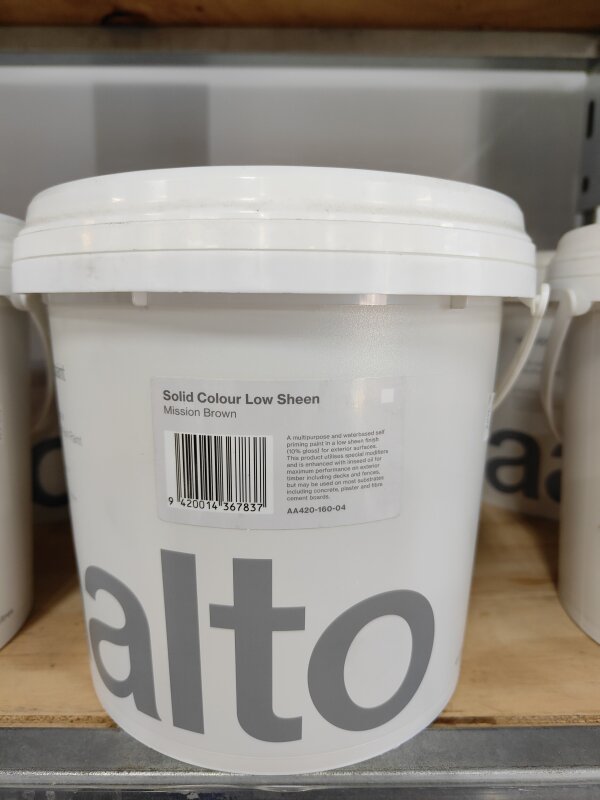 Solid Colour Low Sheen
Mission Brown
A multipurpose and waterbased self
priming paint in a low sheen finish
(10% gloss) for exterior surfaces.
This product utilises special modifiers
and is enhanced with linseed oil for
maximum performance on exterior
timber including decks and fences,
but may be used on most substrates
including concrete, plaster and fibre
cement boards.
AA420-160-04
9 420014 367837
alto